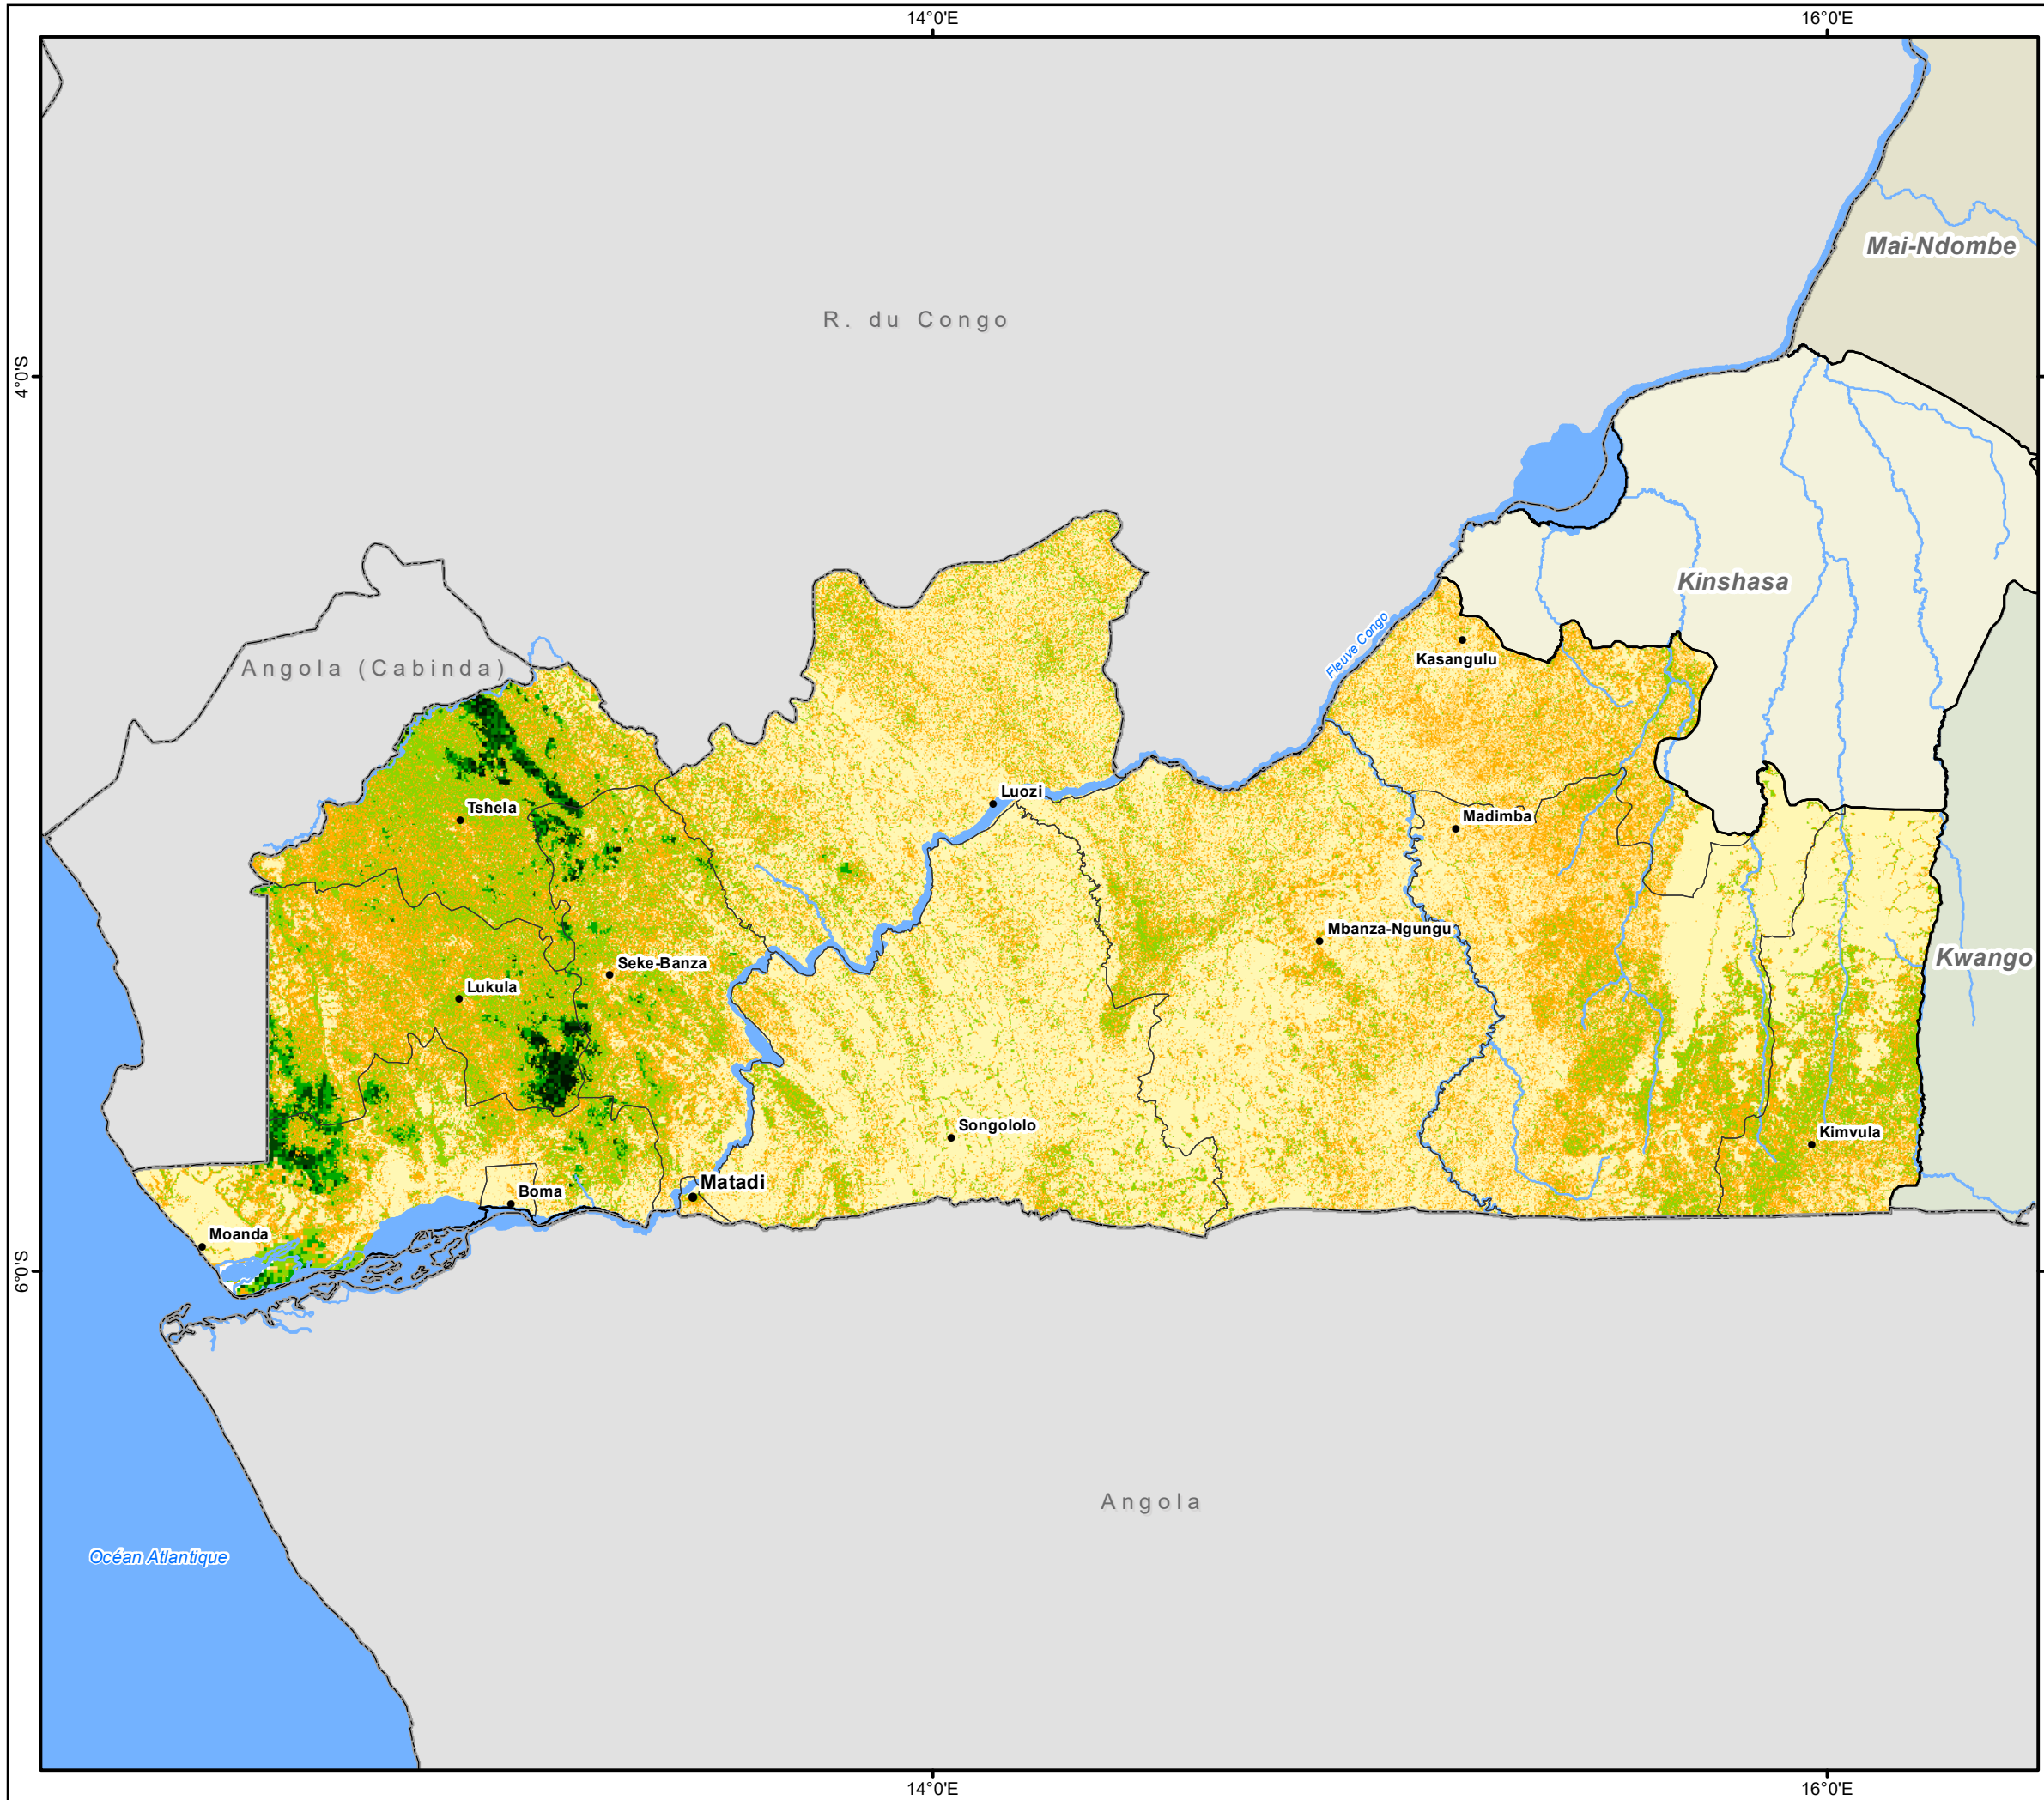 14°0'E
16°0'E
Mai-Ndombe
R. du Congo
4°0'S
Kinshasa
Fleuve Congo
Kasangulu
Angola (Cabinda)
Luozi
Tshela
Madimba
Mbanza-Ngungu
Kwango
Seke-Banza
Lukula
Songololo
Kimvula
Matadi
Boma
Moanda
6°0'S
Angola
Océan Atlantique
14°0'E
16°0'E